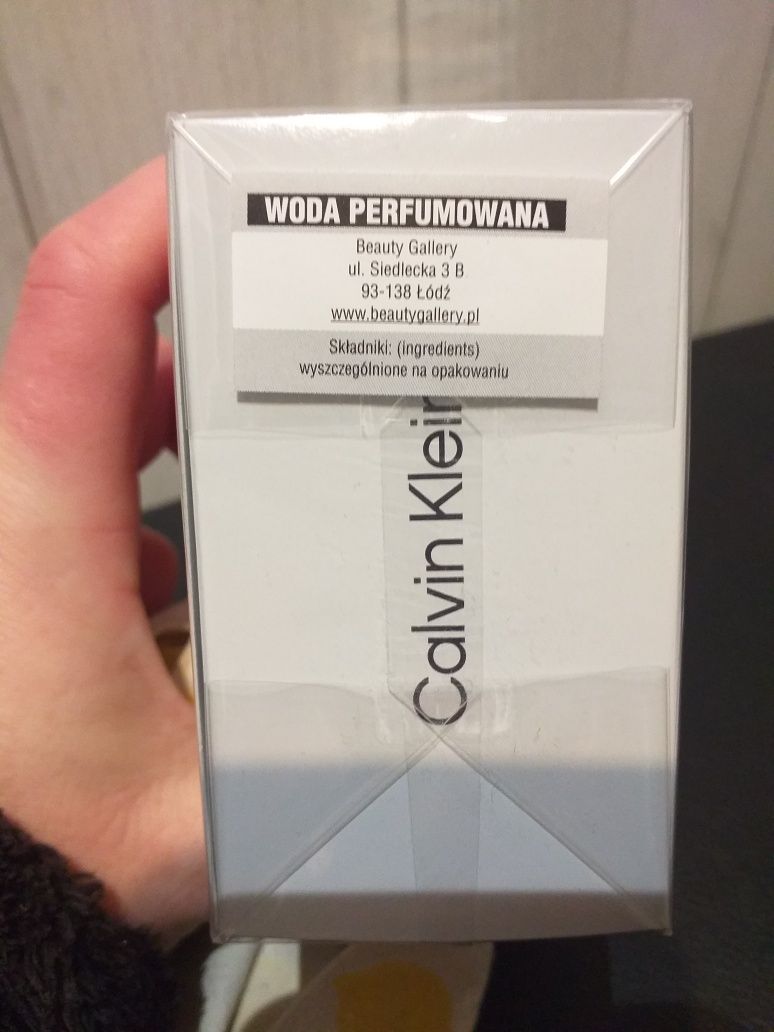 WODA PERFUMOWANA
Beauty Gallery
ul. Siedlecka 3 B
93-138 Łódź
www.beautygallery.pl
Składniki: (ingredients)
wyszczególnione na opakowaniu
Calvin Klein